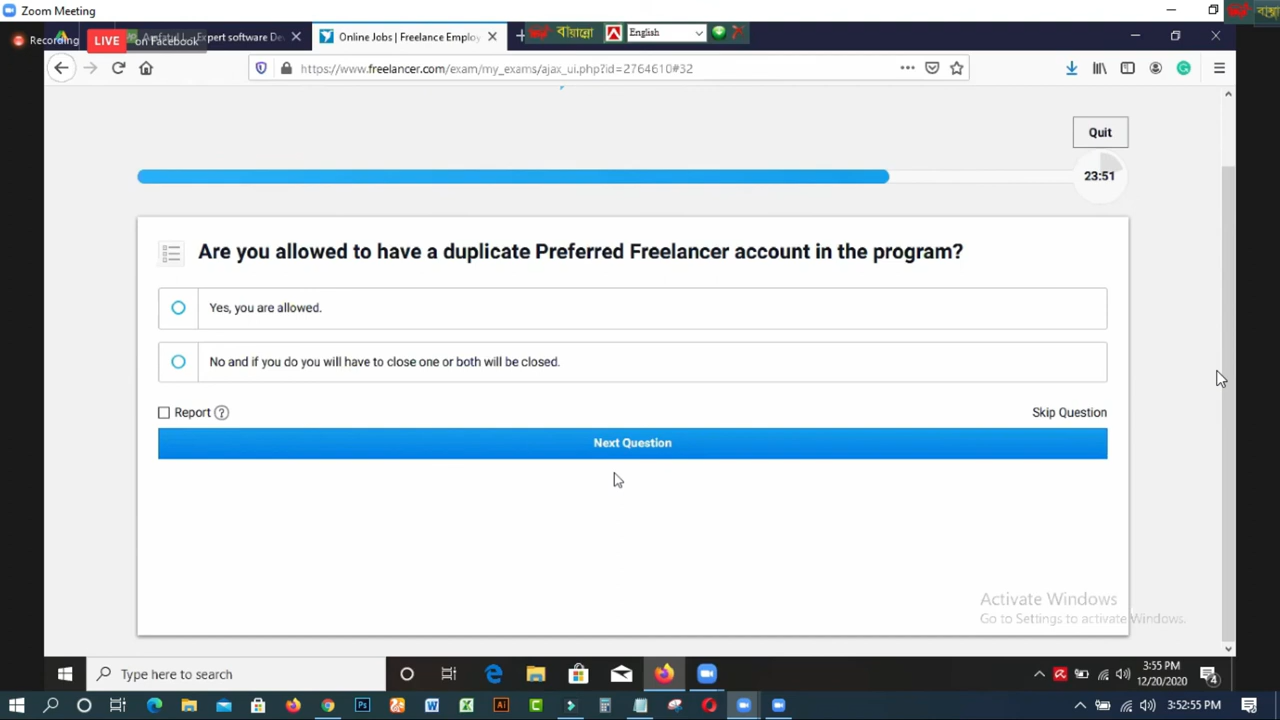 Zoom Meeting
Recording
LIVE on Facebook
Expert software De
Online Jobs | Freelance Employ
বায়ান্নো
English
https://www.freelancer.com/exam/my_exams/ajax_ui.php?id=2764610#32
Quit
23:51
Are you allowed to have a duplicate Preferred Freelancer account in the program?
Yes, you are allowed.
No and if you do you will have to close one or both will be closed.
Report ?
Skip Question
Next Question
Activate Windows
Go to Settings to activate Windows.
Type here to search
3:55 PM
12/20/2020
4
3:52:55 PM